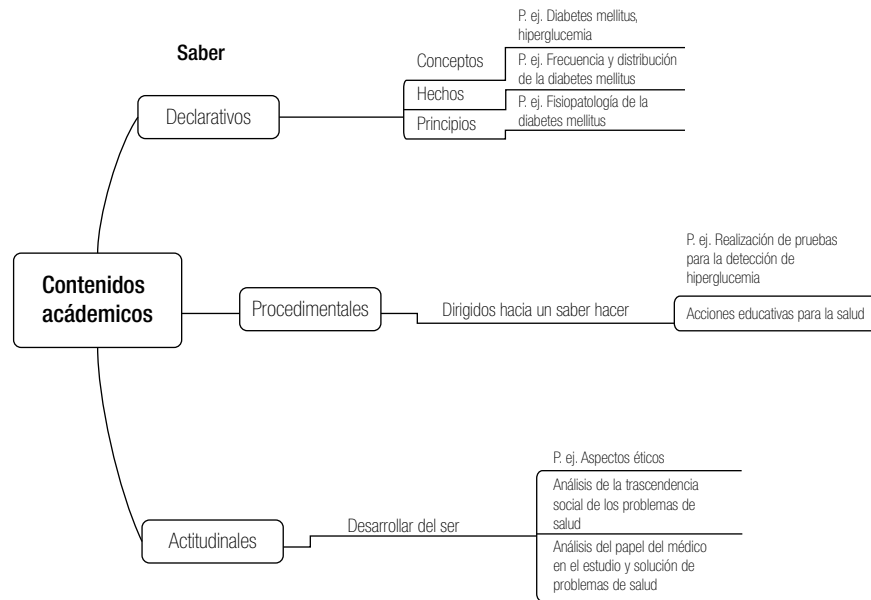 Saber
P. ej. Diabetes mellitus,
hiperglucemia
Conceptos
P. ej. Frecuencia y distribución
de la diabetes mellitus
Hechos
Declarativos
P. ej. Fisiopatología de la
diabetes mellitus
Principios
P. ej. Realización de pruebas
para la detección de
hiperglucemia
Contenidos
acádemicos
Procedimentales
Dirigidos hacia un saber hacer
Acciones educativas para la salud
P. ej. Aspectos éticos
Análisis de la trascendencia
social de los problemas de
salud
Actitudinales
Desarrollar del ser
Análisis del papel del médico
en el estudio y solución de
problemas de salud